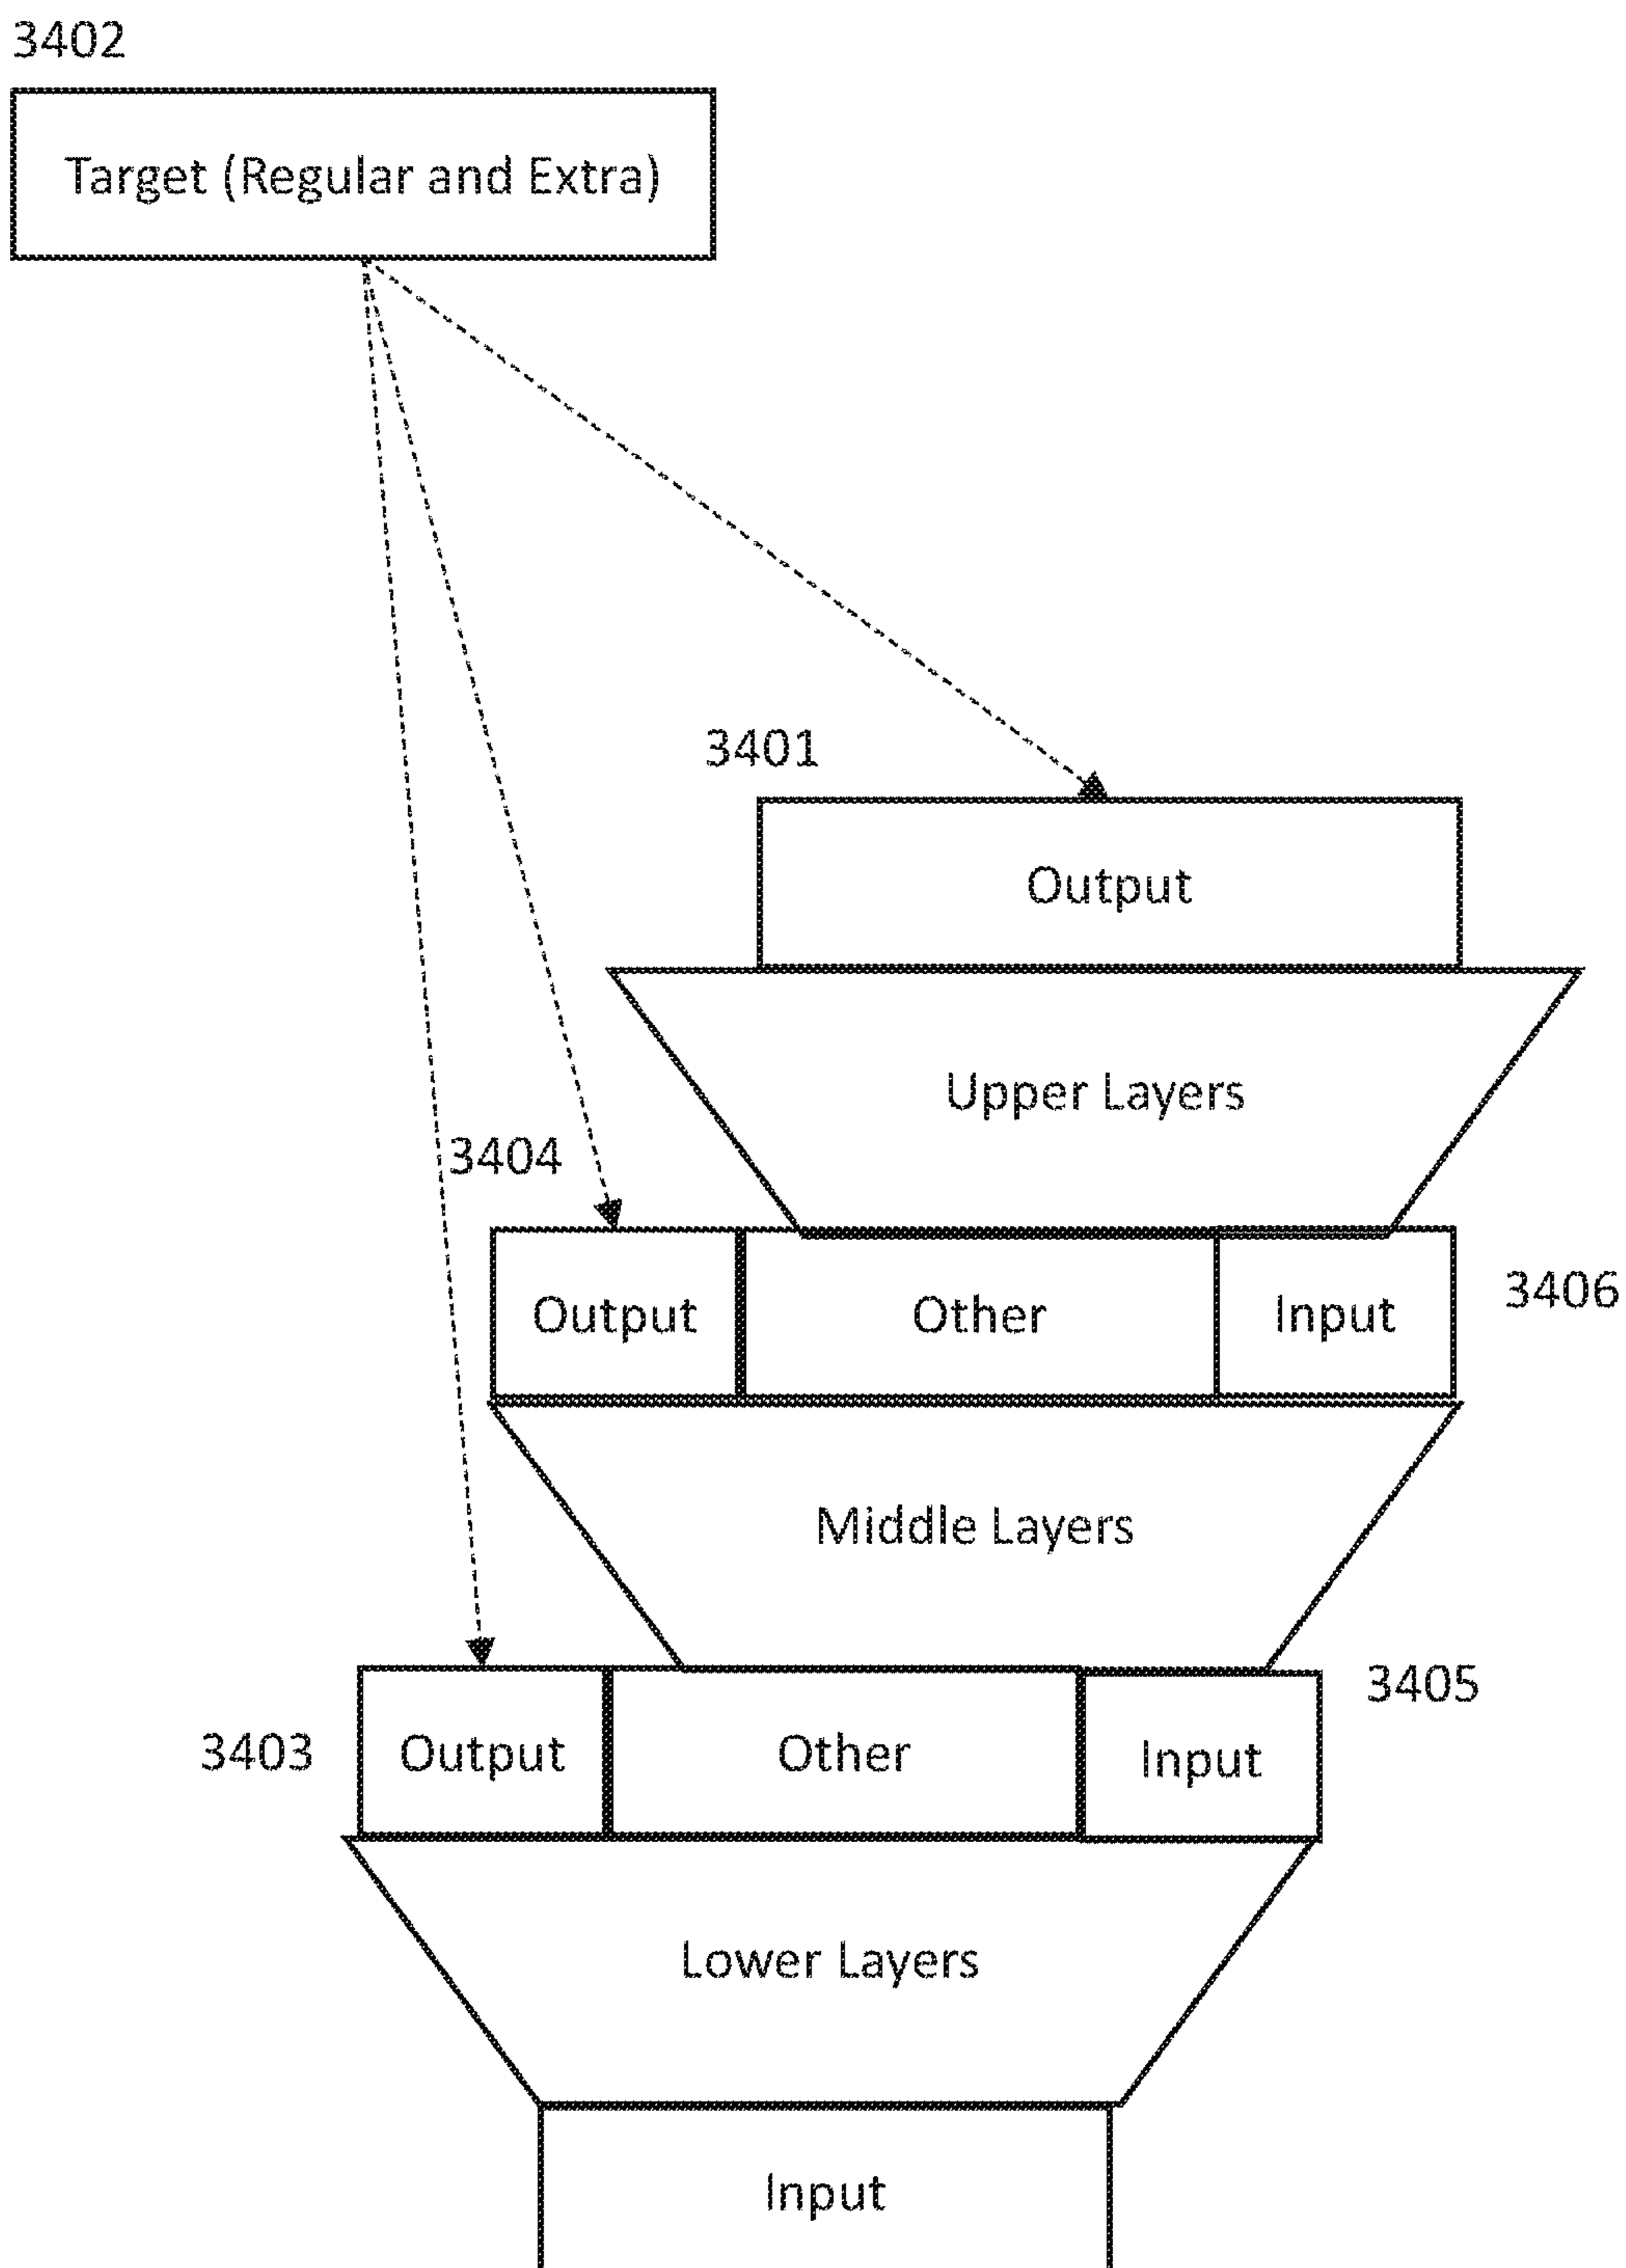 3402
Target (Regular and Extra)
3401
Output
Upper Layers
3404
Output Other Input 3406
Middle Layers
3405
3403 Output Other Input
Lower Layers
Input